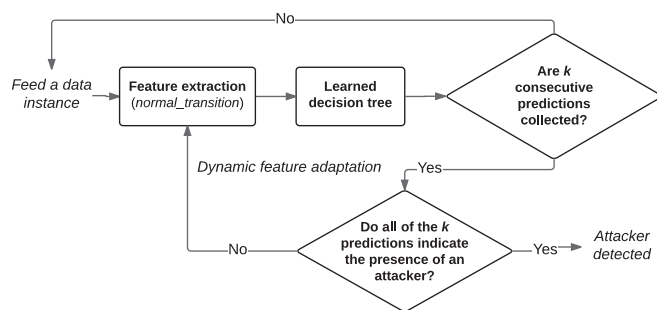 No
Feed a data
instance
Feature extraction
(normal_transition)
Learned
decision tree
Are k
consecutive
predictions
collected?
Dynamic feature adaptation
Yes
Do all of the k
predictions indicate
the presence of an
attacker?
No
Yes
Attacker
detected